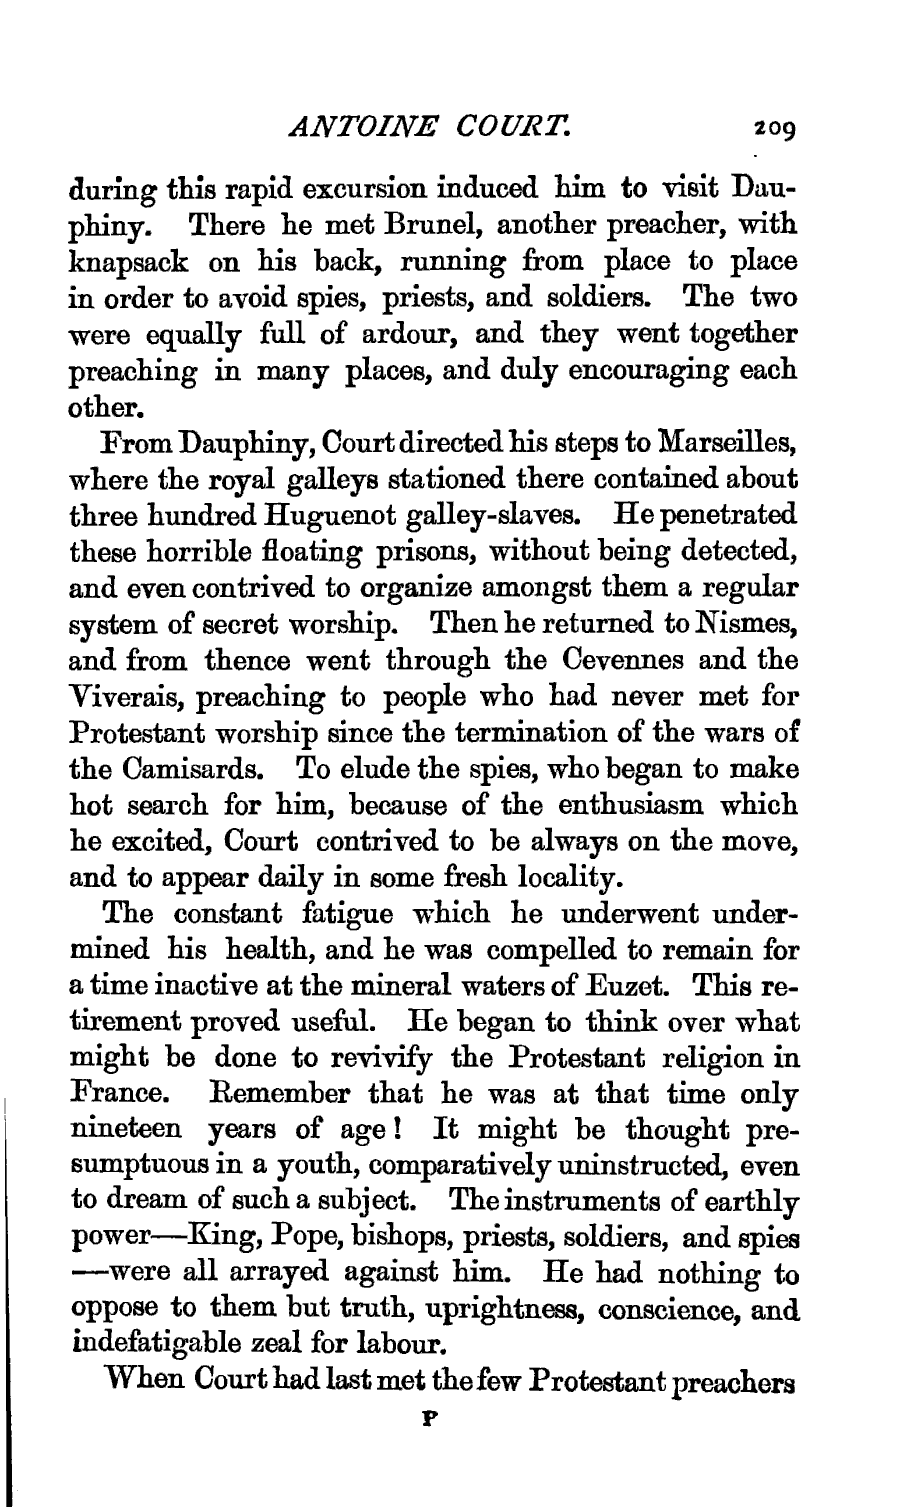 ANTOINE COURT. 209
during this rapid excursion induced him to visit Dau-
phiny. There he met Brunel, another preacher, with
knapsack on his back, running from place to place
in order to avoid spies, priests, and soldiers. The two
were equally full of ardour, and they went together
preaching in many places, and duly encouraging each
other.
From Dauphiny, Court directed his steps to Marseilles,
where the royal galleys stationed there contained about
three hundred Huguenot galley-slaves. He penetrated
these horrible floating prisons, without being detected,
and even contrived to organize amongst them a regular
system of secret worship. Then he returned to Nismes,
and from thence went through the Cevennes and the
Viverais, preaching to people who had never met for
Protestant worship since the termination of the wars of
the Camisards. To elude the spies, who began to make
hot search for him, because of the enthusiasm which
he excited, Court contrived to be always on the move,
and to appear daily in some fresh locality.
The constant fatigue which he underwent under-
mined his health, and he was compelled to remain for
a time inactive at the mineral waters of Euzet. This re-
tirement proved useful. He began to think over what
might be done to revivify the Protestant religion in
France. Remember that he was at that time only
nineteen years of age! It might be thought pre-
sumptuous in a youth, comparatively uninstructed, even
to dream of such a subject. The instruments of earthly
power—King, Pope, bishops, priests, soldiers, and spies
—were all arrayed against him. He had nothing to
oppose to them but truth, uprightness, conscience, and
indefatigable zeal for labour.
When Court had last met the few Protestant preachers
P